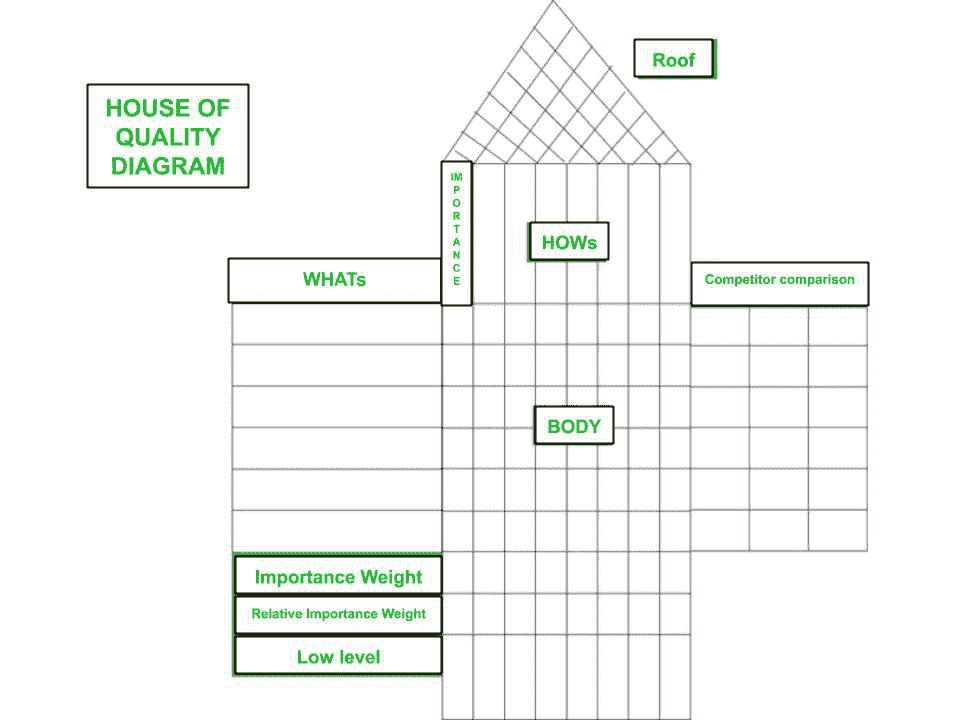 Roof
HOUSE OF
QUALITY
DIAGRAM
IMPORTANCE
HOWs
WHATs
Competitor comparison
BODY
Importance Weight
Relative Importance Weight
Low level